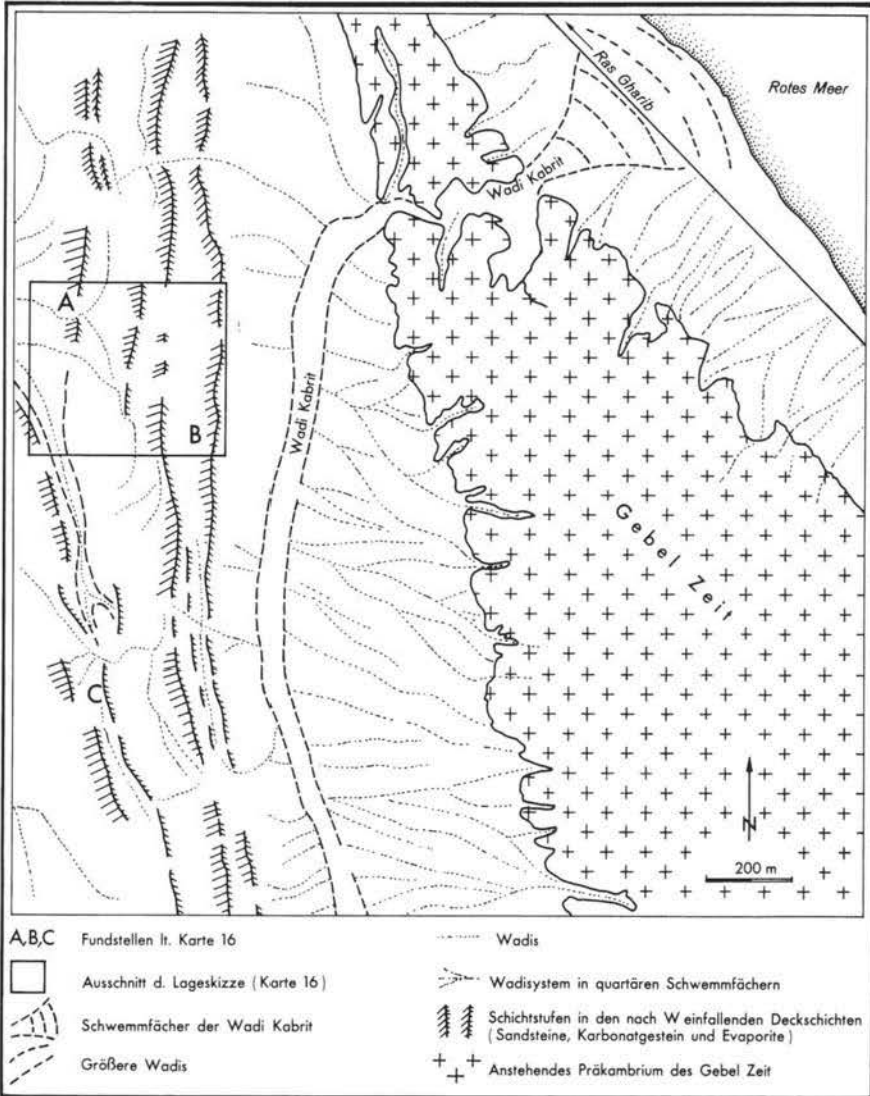 Ras Gharib
Rotes Meer
Wadi Kabrit
A
Wadi Kabrit
B
Gebel Zeit
C
N
200 m
A,B,C Fundstellen lt. Karte 16
Ausschnitt d. Lageskizze (Karte 16)
Schwemmfächer der Wadi Kabrit
Größere Wadis
Wadis
Wadisystem in quartären Schwemmfächern
Schichtstufen in den nach W einfallenden Deckschichten
(Sandsteine, Karbonatgestein und Evaporite)
Anstehendes Präkambrium des Gebel Zeit